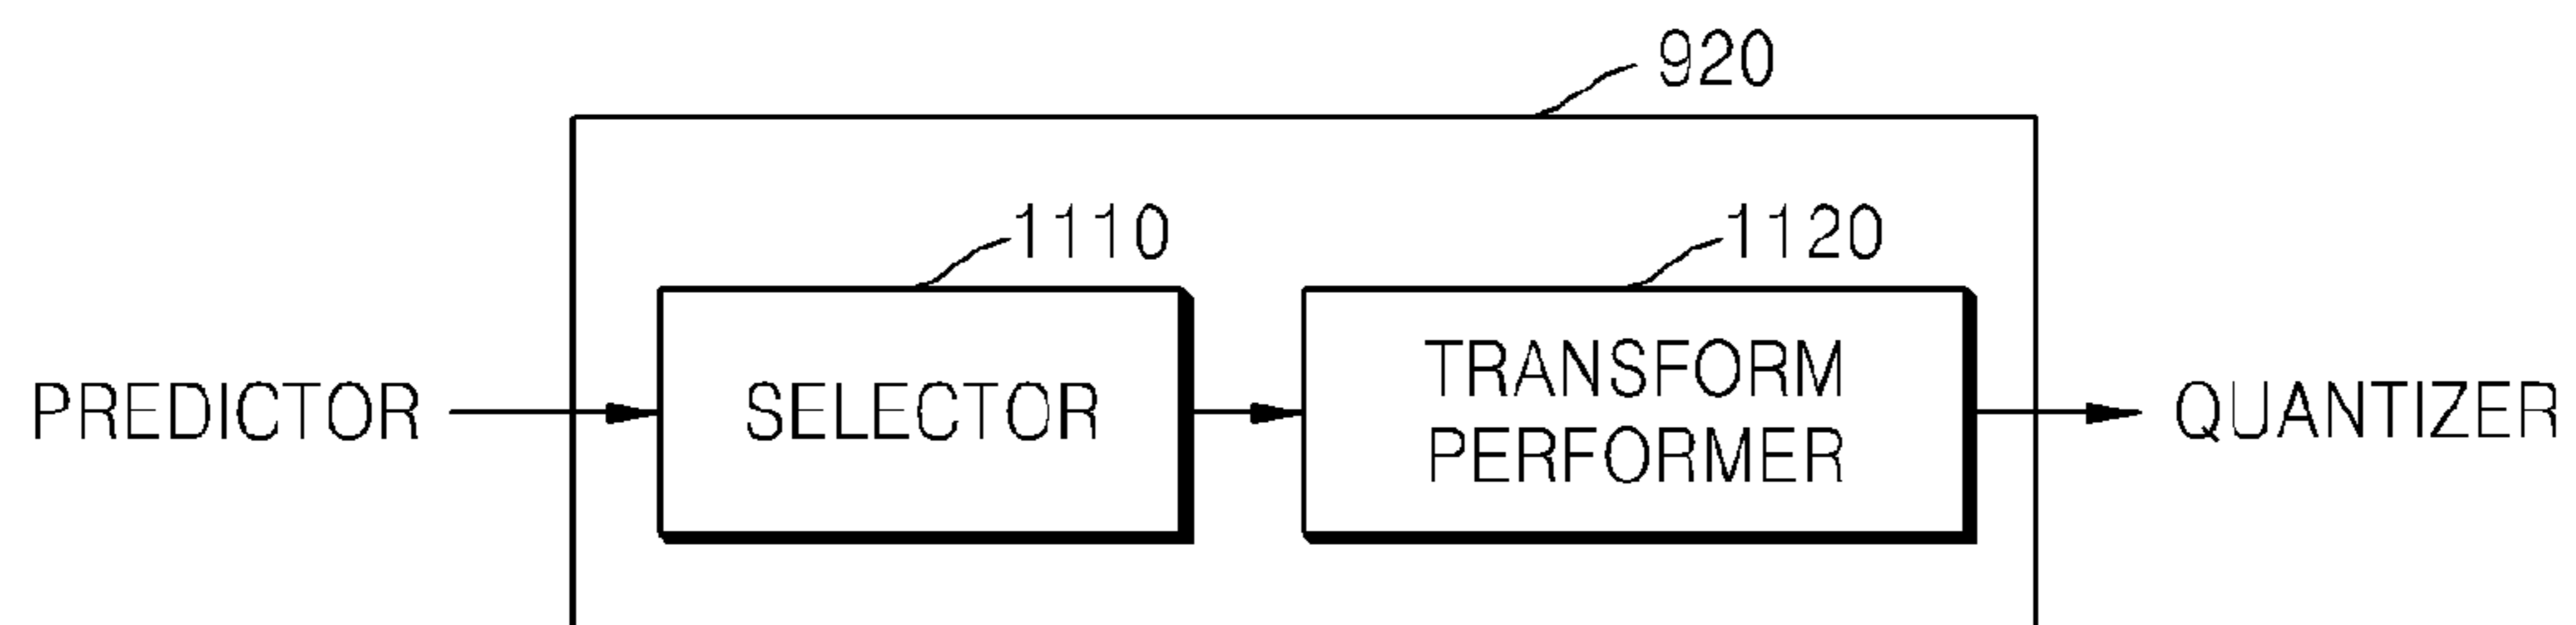 920
1110
1120
PREDICTOR
SELECTOR
TRANSFORM
PERFORMER
QUANTIZER